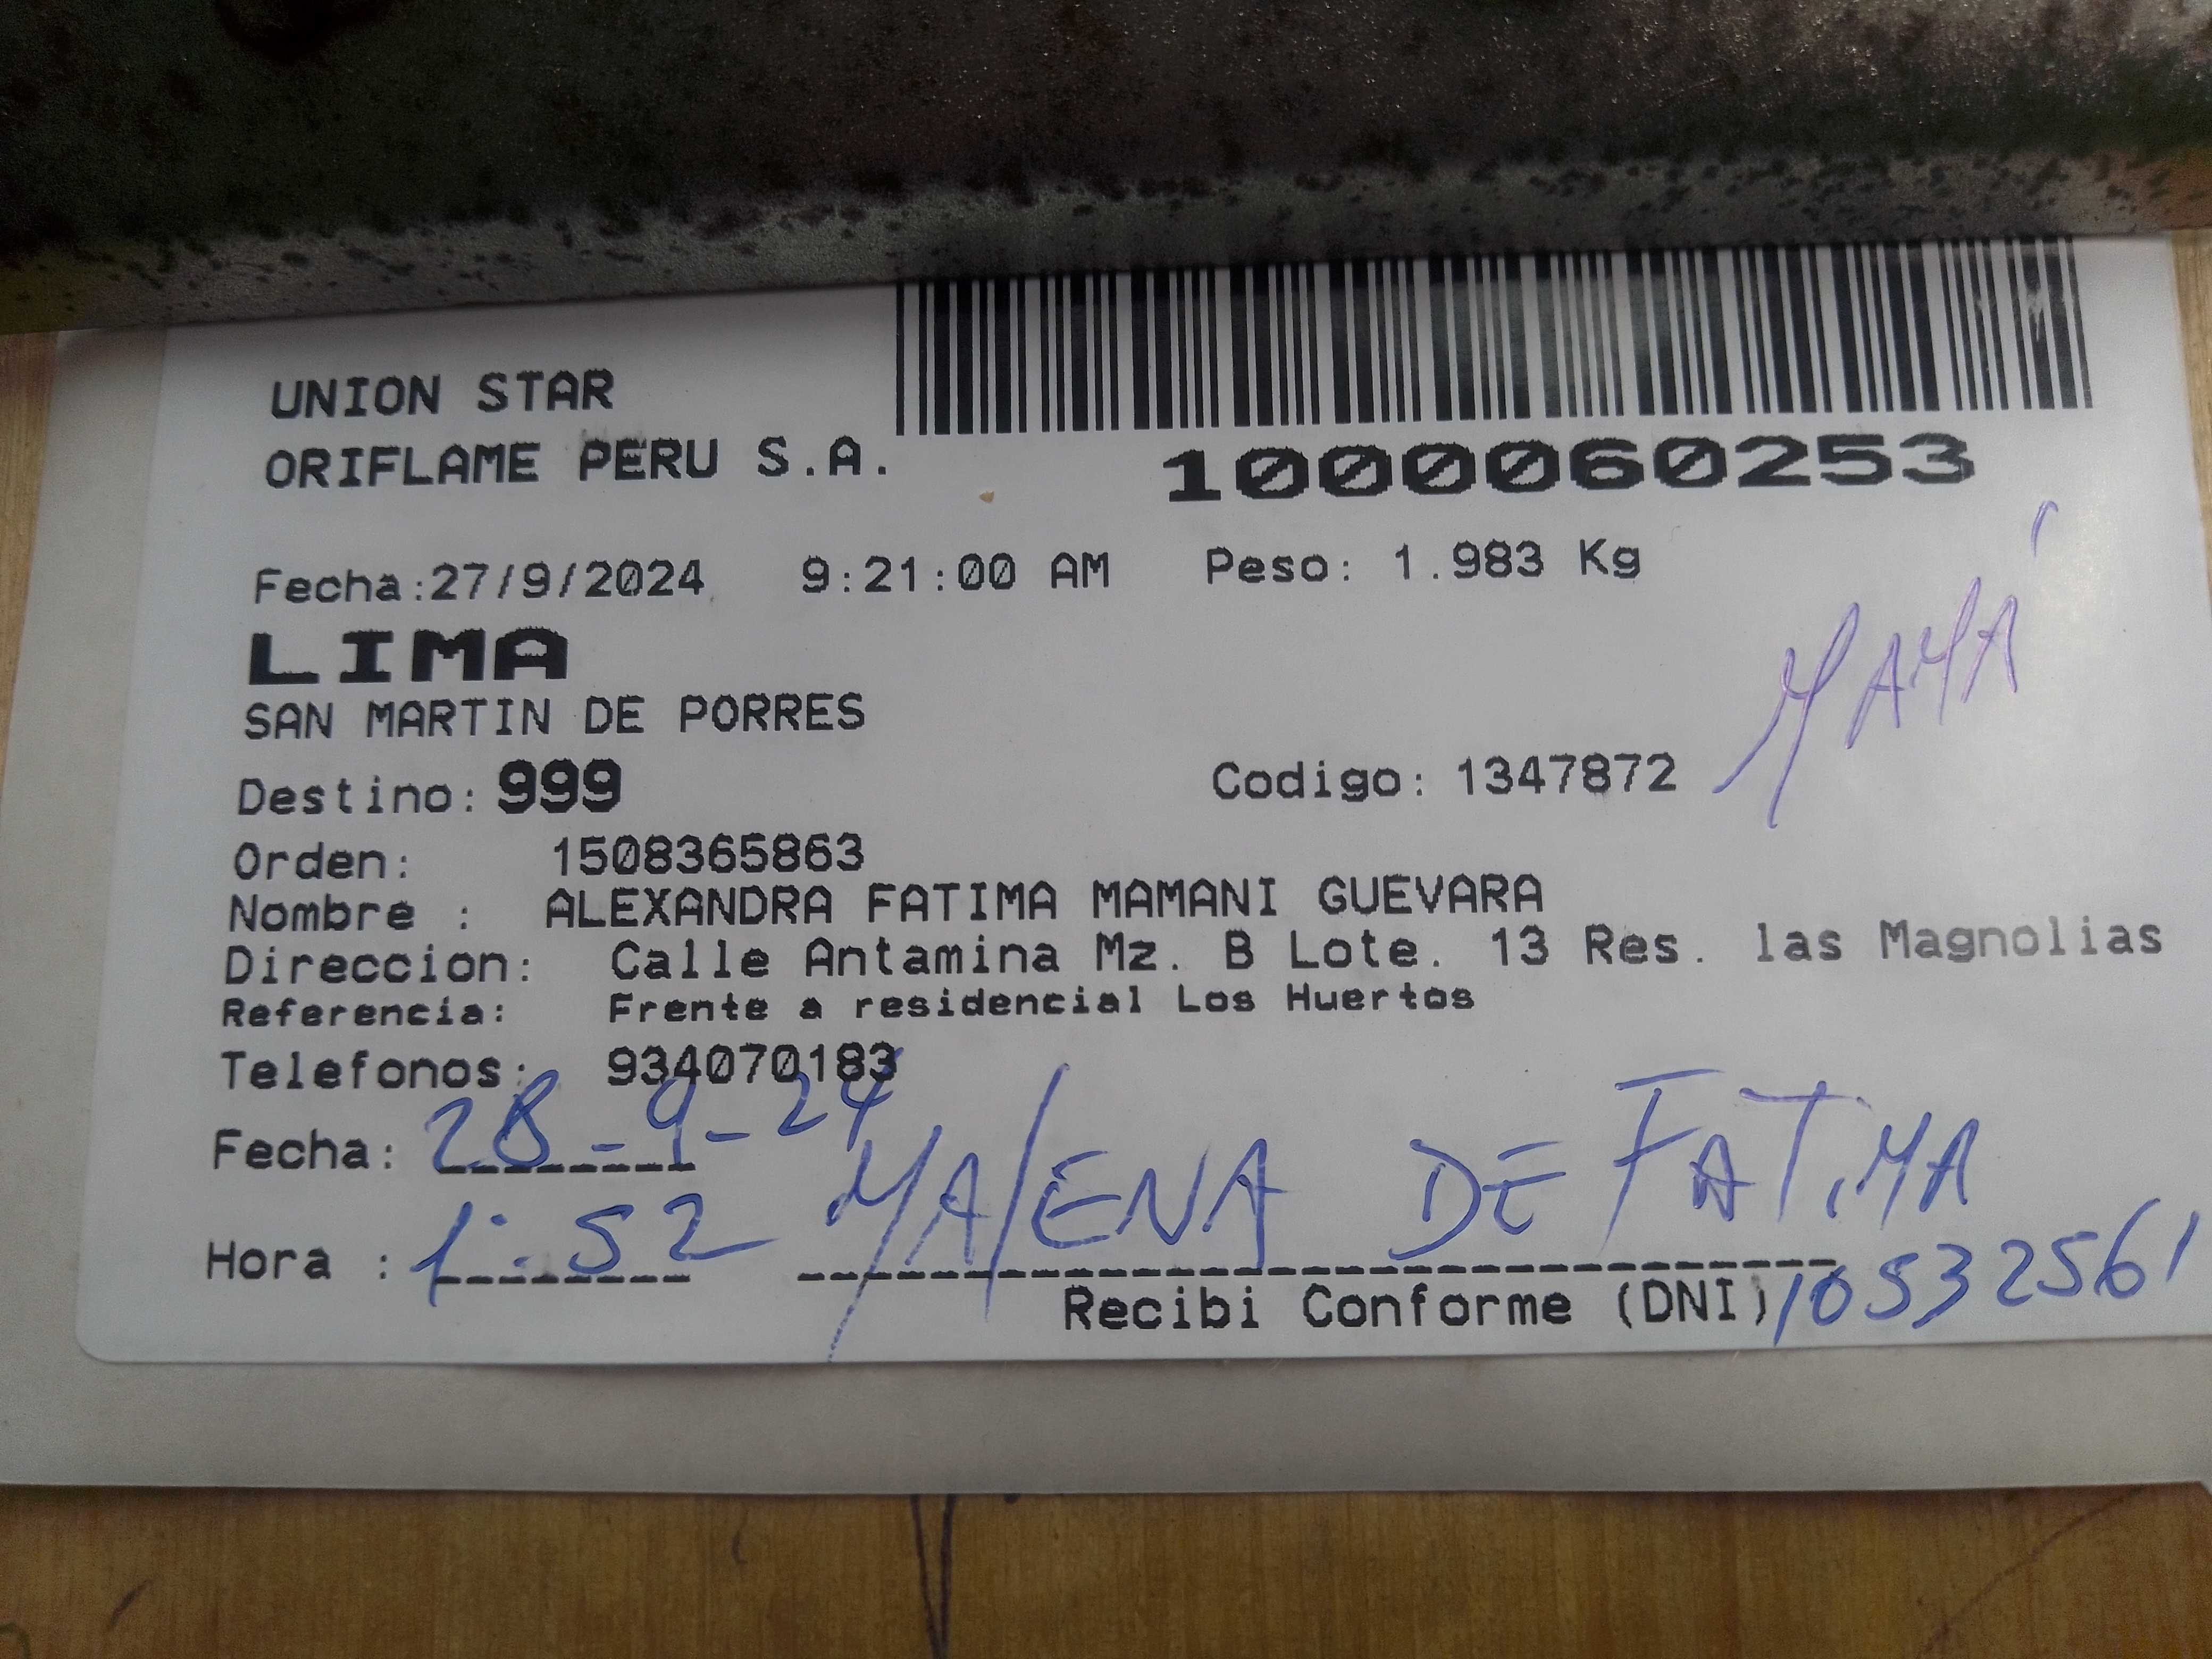 UNION STAR
ORIFLAME PERU S.A.
1000060253
Fecha:27/9/2024 9:21:00 AM Peso: 1.983 Kg
LIMA
MAMÁ
SAN MARTIN DE PORRES
Destino: 999 Codigo: 1347872
Orden: 1508365863
Nombre : ALEXANDRA FATIMA MAMANI GUEVARA
Direccion: Calle Antamina Mz. B Lote. 13 Res. las Magnolias
Referencia: Frente a residencial Los Huertos
Telefonos: 934070183
Fecha: 28-9-24
Hora : 1:52 MALENA DE FATIMA
Recibi Conforme (DNI) 10532561